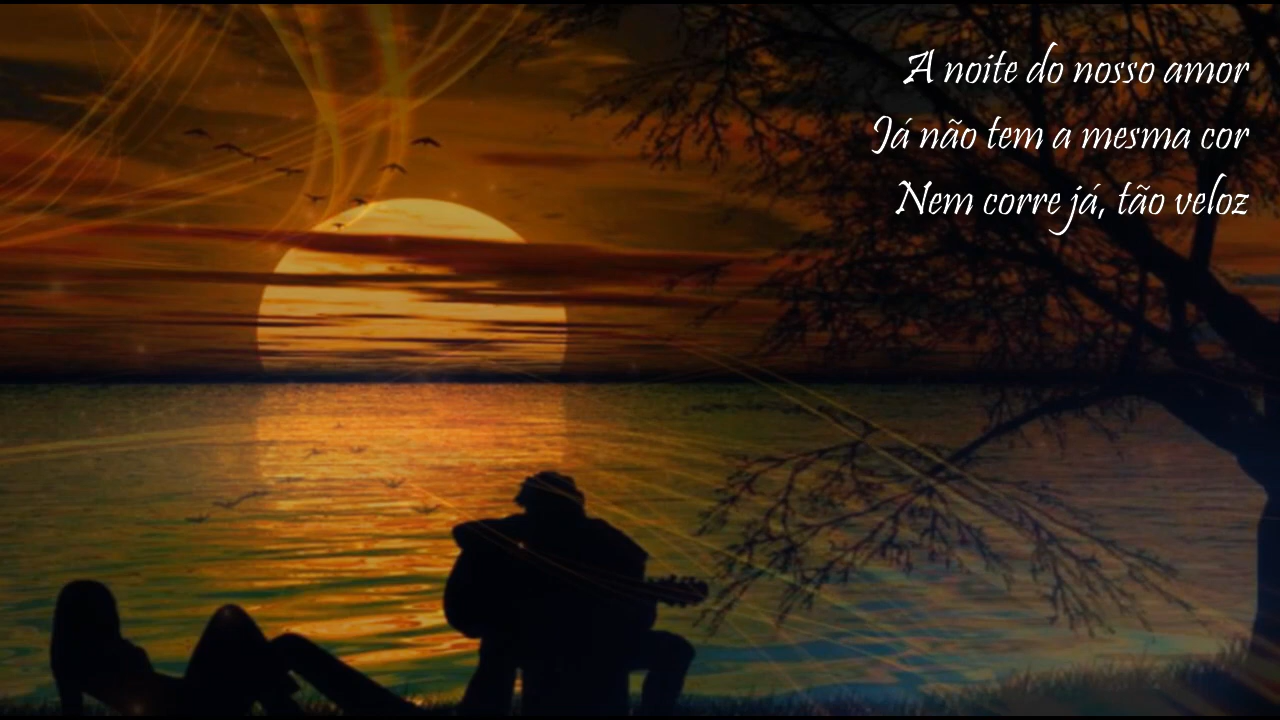 A noite do nosso amor
Já não tem a mesma cor
Nem corre já, tão veloz